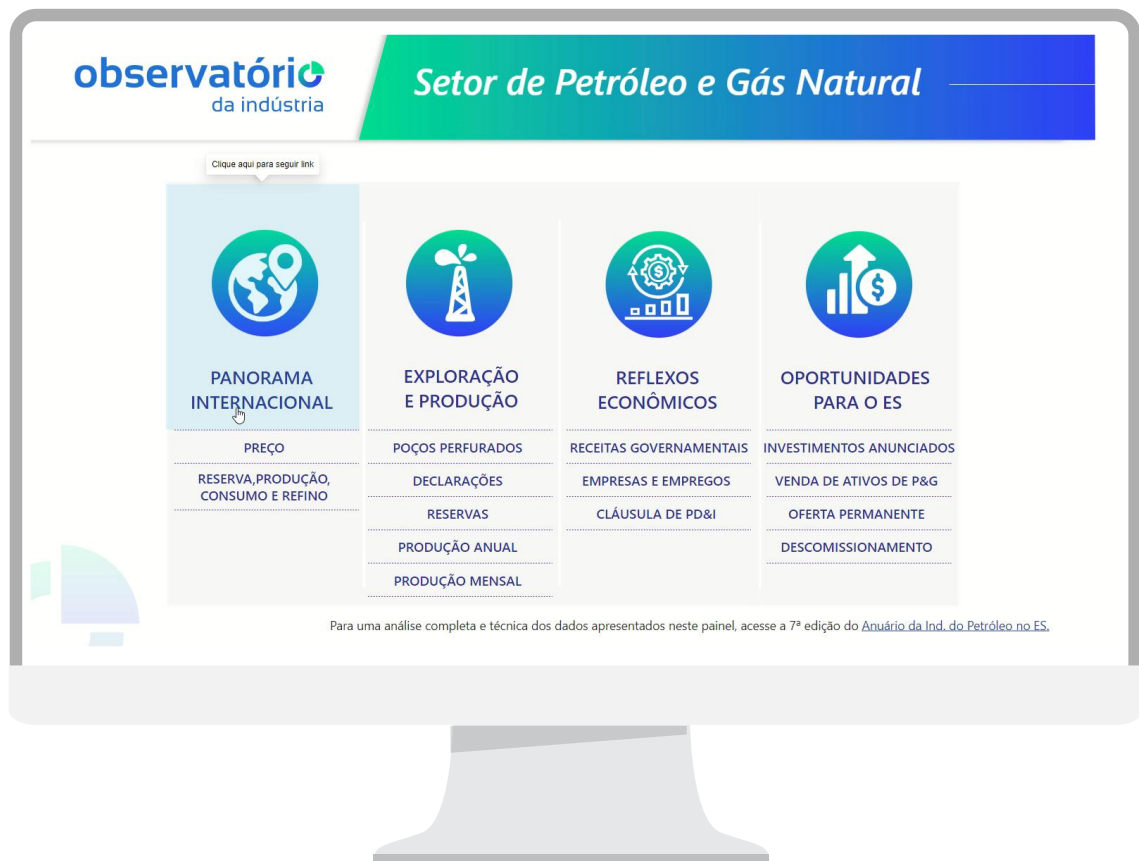 observatório
da indústria
Setor de Petróleo e Gás Natural
Clique aqui para seguir link
PANORAMA
INTERNACIONAL
PREÇO
RESERVA,PRODUÇÃO,
CONSUMO E REFINO
EXPLORAÇÃO
E PRODUÇÃO
POÇOS PERFURADOS
DECLARAÇÕES
RESERVAS
PRODUÇÃO ANUAL
PRODUÇÃO MENSAL
REFLEXOS
ECONÔMICOS
RECEITAS GOVERNAMENTAIS
EMPRESAS E EMPREGOS
CLÁUSULA DE PD&I
OPORTUNIDADES
PARA O ES
INVESTIMENTOS ANUNCIADOS
VENDA DE ATIVOS DE P&G
OFERTA PERMANENTE
DESCOMISSIONAMENTO
Para uma análise completa e técnica dos dados apresentados neste painel, acesse a 7ª edição do Anuário da Ind. do Petróleo no ES.